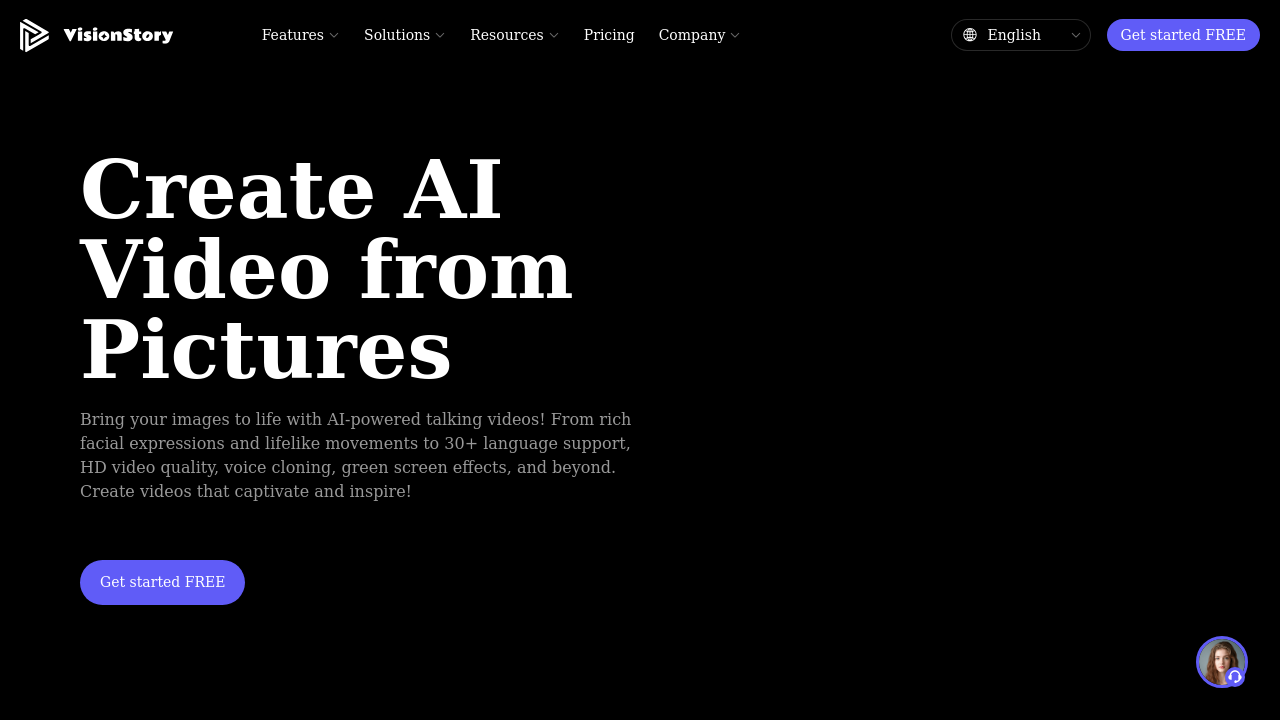 VisionStory
Features
Solutions
Resources
Pricing
Company
English
Get started FREE
Create AI
Video from
Pictures
Bring your images to life with AI-powered talking videos! From rich
facial expressions and lifelike movements to 30+ language support,
HD video quality, voice cloning, green screen effects, and beyond.
Create videos that captivate and inspire!
Get started FREE